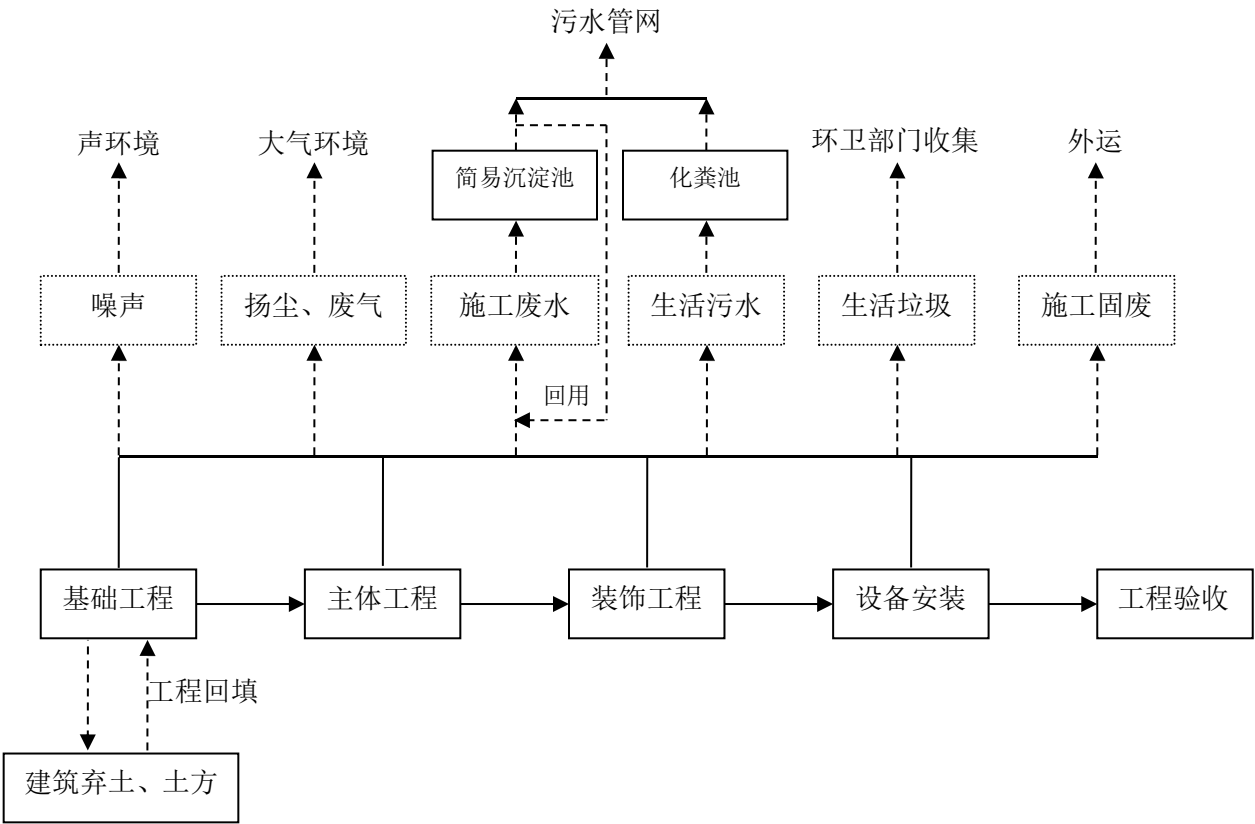 污水管网
声环境
大气环境
环卫部门收集
外运
简易沉淀池
化粪池
噪声
扬尘、废气
施工废水
生活污水
生活垃圾
施工固废
回用
基础工程
主体工程
装饰工程
设备安装
工程验收
工程回填
建筑弃土、土方